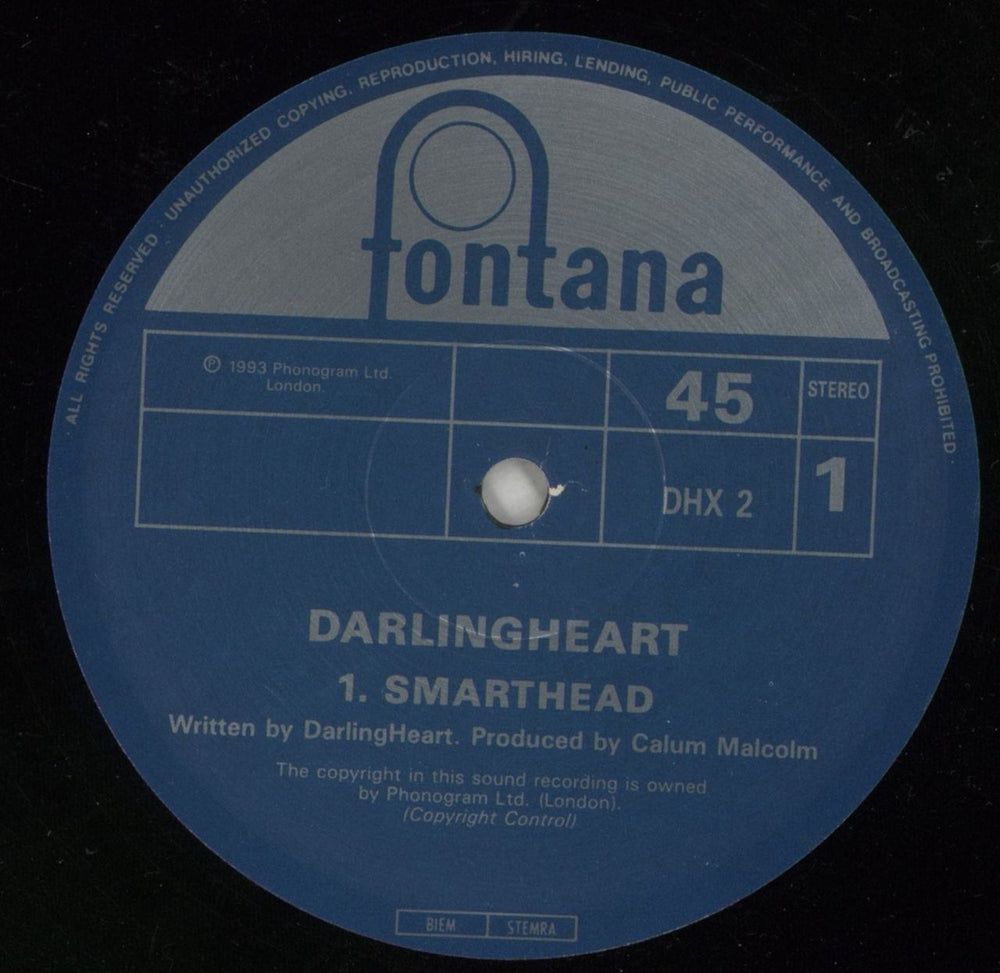 ALL RIGHTS RESERVED · UNAUTHORIZED COPYING, REPRODUCTION, HIRING, LENDING, PUBLIC PERFORMANCE AND BROADCASTING PROHIBITED ·
fontana
℗ 1993 Phonogram Ltd.
London.
45
STEREO
DHX 2
1
DARLINGHEART
1. SMARTHEAD
Written by DarlingHeart. Produced by Calum Malcolm
The copyright in this sound recording is owned
by Phonogram Ltd. (London).
(Copyright Control)
BIEM
STEMRA